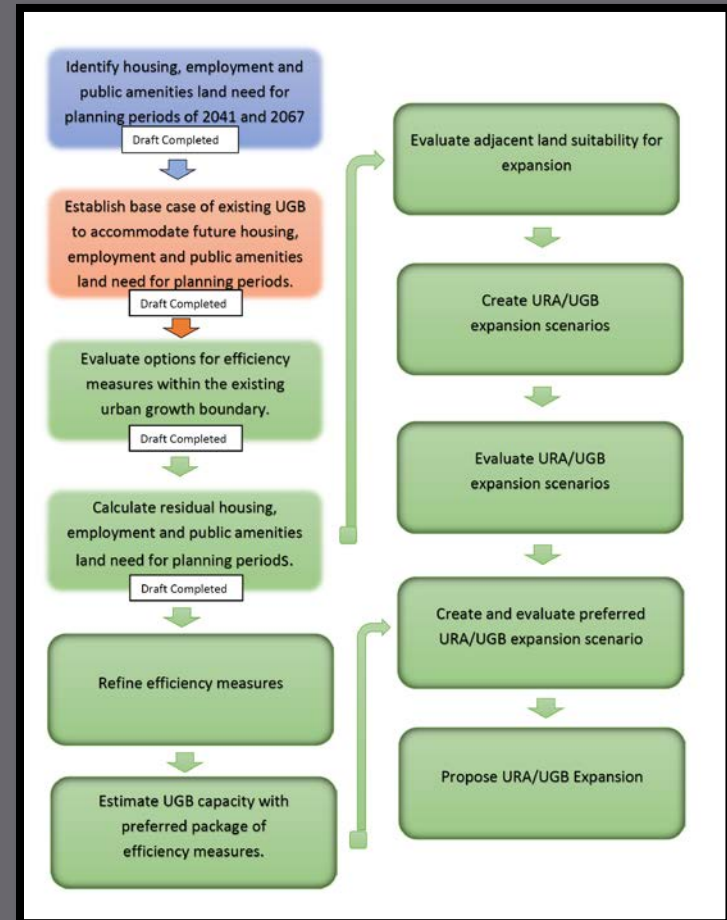 Identify housing, employment and
public amenities land need for
planning periods of 2041 and 2067
Draft Completed
Establish base case of existing UGB
to accommodate future housing,
employment and public amenities
land need for planning periods.
Draft Completed
Evaluate options for efficiency
measures within the existing
urban growth boundary.
Draft Completed
Calculate residual housing,
employment and public amenities
land need for planning periods.
Draft Completed
Refine efficiency measures
Estimate UGB capacity with
preferred package of
efficiency measures.
Evaluate adjacent land suitability for
expansion
Create URA/UGB
expansion scenarios
Evaluate URA/UGB
expansion scenarios
Create and evaluate preferred
URA/UGB expansion scenario
Propose URA/UGB Expansion